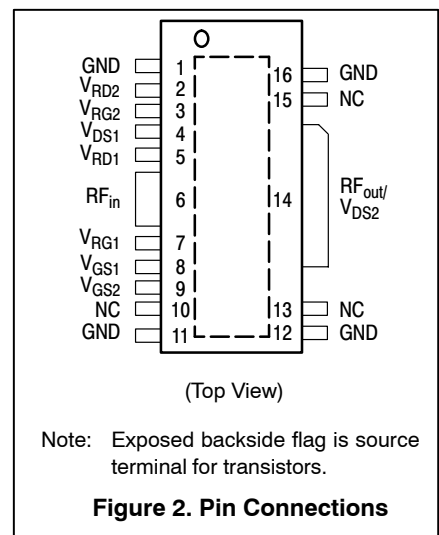 GND 1 16 GND
VRD2 2
VRG2 3 15 NC
VDS1 4
VRD1 5
RFin 6 14 RFout/
VDS2
VRG1 7
VGS1 8
VGS2 9
NC 10 13 NC
GND 11 12 GND
(Top View)
Note: Exposed backside flag is source
terminal for transistors.
Figure 2. Pin Connections